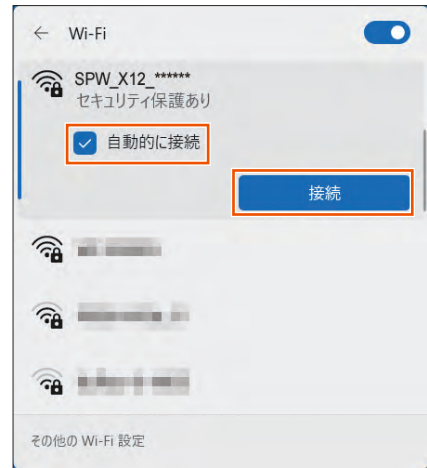 ← Wi-Fi
SPW_X12_******
セキュリティ保護あり
自動的に接続
接続
その他の Wi-Fi 設定